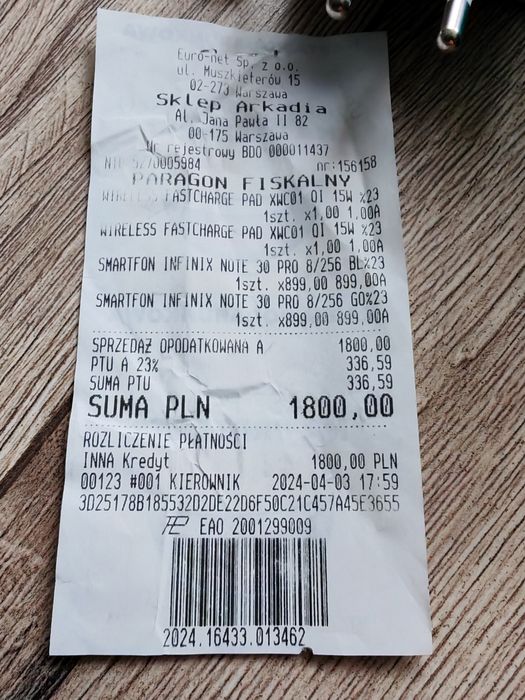 Euro-net Sp. z o.o.
ul. Muszkieterów 15
02-273 Warszawa
Sklep Arkadia
Al. Jana Pawła II 82
00-175 Warszawa
Nr rejestrowy BDO 000011437
NIP 5270005984 nr:156158
PARAGON FISKALNY
WIRELESS FASTCHARGE PAD XWC01 QI 15W %23
1szt. x1,00 1.00A
WIRELESS FASTCHARGE PAD XWC01 QI 15W %23
1szt. x1,00 1.00A
SMARTFON INFINIX NOTE 30 PRO 8/256 BL%23
1szt. x899,00 899,00A
SMARTFON INFINIX NOTE 30 PRO 8/256 GO%23
1szt. x899,00 899.00A
SPRZEDAŻ OPODATKOWANA A 1800,00
PTU A 23% 336,59
SUMA PTU 336,59
SUMA PLN 1800,00
ROZLICZENIE PŁATNOŚCI
INNA Kredyt 1800,00 PLN
00123 #001 KIEROWNIK 2024-04-03 17:59
3D25178B185532D2DE22D6F50C21C457A45E3655
EAO 2001299009
2024.16433.013462